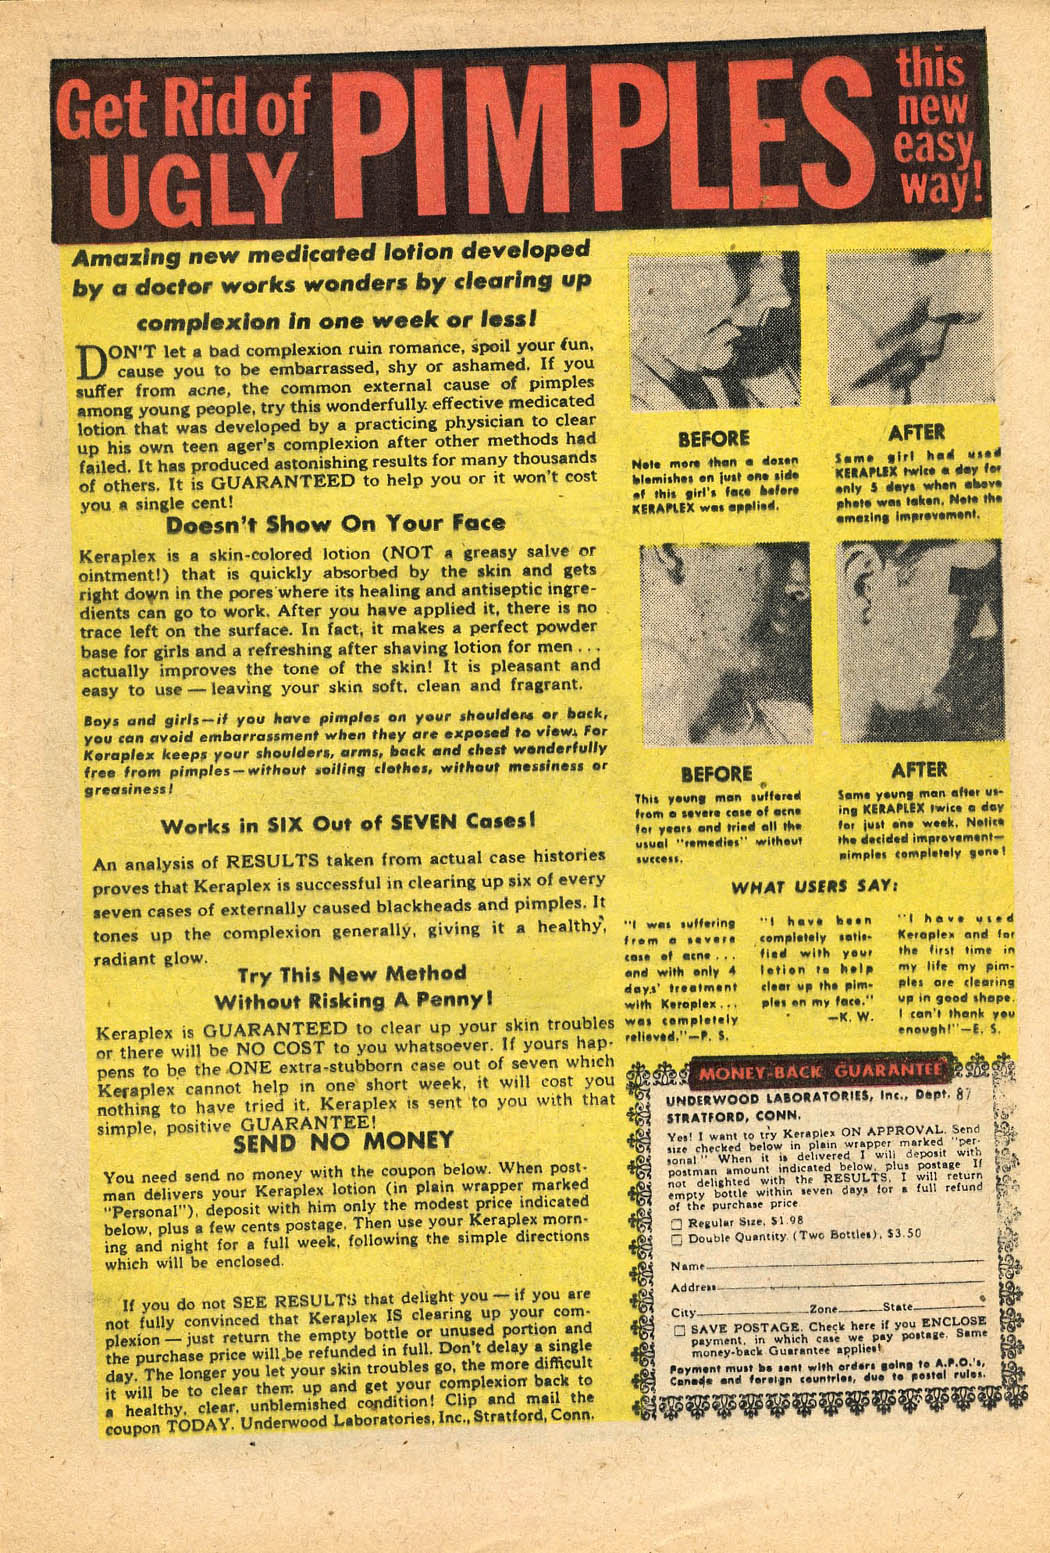 Get Rid of
UGLY
PIMPLES
this
new
easy
way!
Amazing new medicated lotion developed
by a doctor works wonders by clearing up
complexion in one week or less!
DON'T let a bad complexion ruin romance, spoil your fun,
cause you to be embarrassed, shy or ashamed. If you
suffer from acne, the common external cause of pimples
among young people, try this wonderfully effective medicated
lotion that was developed by a practicing physician to clear
up his own teen ager's complexion after other methods had
failed. It has produced astonishing results for many thousands
of others. It is GUARANTEED to help you or it won't cost
you a single cent!
Doesn't Show On Your Face
Keraplex is a skin-colored lotion (NOT a greasy salve or
ointment!) that is quickly absorbed by the skin and gets
right down in the pores where its healing and antiseptic ingre-
dients can go to work. After you have applied it, there is no
trace left on the surface. In fact, it makes a perfect powder
base for girls and a refreshing after shaving lotion for men...
actually improves the tone of the skin! It is pleasant and
easy to use — leaving your skin soft, clean and fragrant.
Boys and girls—if you have pimples on your shoulders or back,
you can avoid embarrassment when they are exposed to view. For
Keraplex keeps your shoulders, arms, back and chest wonderfully
free from pimples—without soiling clothes, without messiness or
greasiness!
Works in SIX Out of SEVEN Cases!
An analysis of RESULTS taken from actual case histories
proves that Keraplex is successful in clearing up six of every
seven cases of externally caused blackheads and pimples. It
tones up the complexion generally, giving it a healthy,
radiant glow.
Try This New Method
Without Risking A Penny!
Keraplex is GUARANTEED to clear up your skin troubles
or there will be NO COST to you whatsoever. If yours hap-
pens to be the ONE extra-stubborn case out of seven which
Keraplex cannot help in one short week, it will cost you
nothing to have tried it. Keraplex is sent to you with that
simple, positive GUARANTEE!
SEND NO MONEY
You need send no money with the coupon below. When post-
man delivers your Keraplex lotion (in plain wrapper marked
"Personal"), deposit with him only the modest price indicated
below, plus a few cents postage. Then use your Keraplex morn-
ing and night for a full week, following the simple directions
which will be enclosed.
If you do not SEE RESULTS that delight you — if you are
not fully convinced that Keraplex IS clearing up your com-
plexion — just return the empty bottle or unused portion and
the purchase price will be refunded in full. Don't delay a single
day. The longer you let your skin troubles go, the more difficult
it will be to clear them up and get your complexion back to
a healthy, clear, unblemished condition! Clip and mail the
coupon TODAY. Underwood Laboratories, Inc., Stratford, Conn.
BEFORE
Note more than a dozen
blemishes on just one side
of this girl's face before
KERAPLEX was applied.
AFTER
Same girl had used
KERAPLEX twice a day for
only 5 days when above
photo was taken. Note the
amazing improvement.
BEFORE
This young man suffered
from a severe case of acne
for years and tried all the
usual "remedies" without
success.
AFTER
Same young man after us-
ing KERAPLEX twice a day
for just one week. Notice
the decided improvement—
pimples completely gone!
WHAT USERS SAY:
"I was suffering
from a severe
case of acne...
and with only 4
days' treatment
with Keraplex...
was completely
relieved."—P. S.
"I have been
completely satis-
fied with your
lotion to help
clear up the pim-
ples on my face."
—K. W.
"I have used
Keraplex and for
the first time in
my life my pim-
ples are clearing
up in good shape.
I can't thank you
enough!"—E. S.
MONEY-BACK GUARANTEE
UNDERWOOD LABORATORIES, Inc., Dept. 87
STRATFORD, CONN.
Yes! I want to try Keraplex ON APPROVAL. Send
size checked below in plain wrapper marked "per-
sonal." When it is delivered I will deposit with
postman amount indicated below, plus postage. If
not delighted with the RESULTS, I will return
empty bottle within seven days for a full refund
of the purchase price
Regular Size, $1.98
Double Quantity (Two Bottles), $3.50
Name
Address
City Zone State
SAVE POSTAGE. Check here if you ENCLOSE
payment, in which case we pay postage. Same
money-back Guarantee applies!
Payment must be sent with orders going to A.P.O.'s,
Canada and foreign countries, due to postal rules.